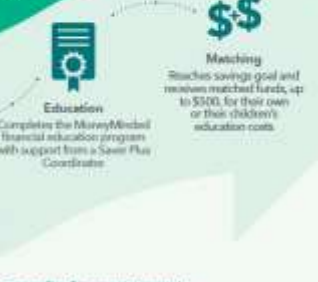 $+$
Matching
Reaches savings goal and
receives matched funds, up
to $500, for their own
or their children's
education costs
Education
Completes the MoneyMinded
financial education program
with support from a Saver Plus
Coordinator